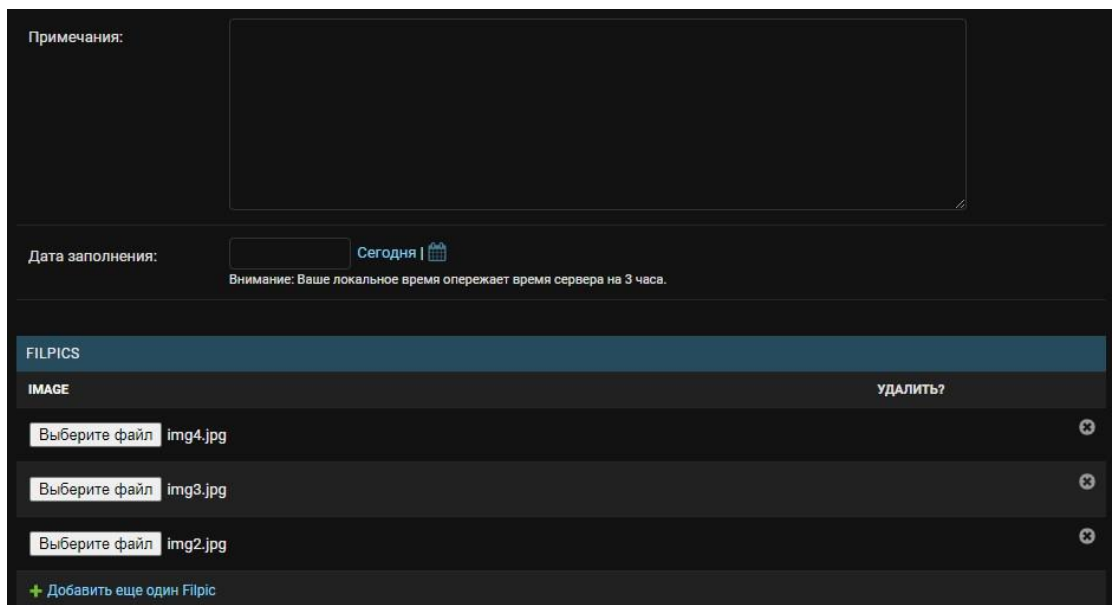 Примечания:
Дата заполнения:
Сегодня |
Внимание: Ваше локальное время опережает время сервера на 3 часа.
FILPICS
IMAGE УДАЛИТЬ?
Выберите файл img4.jpg
Выберите файл img3.jpg
Выберите файл img2.jpg
Добавить еще один Filpic